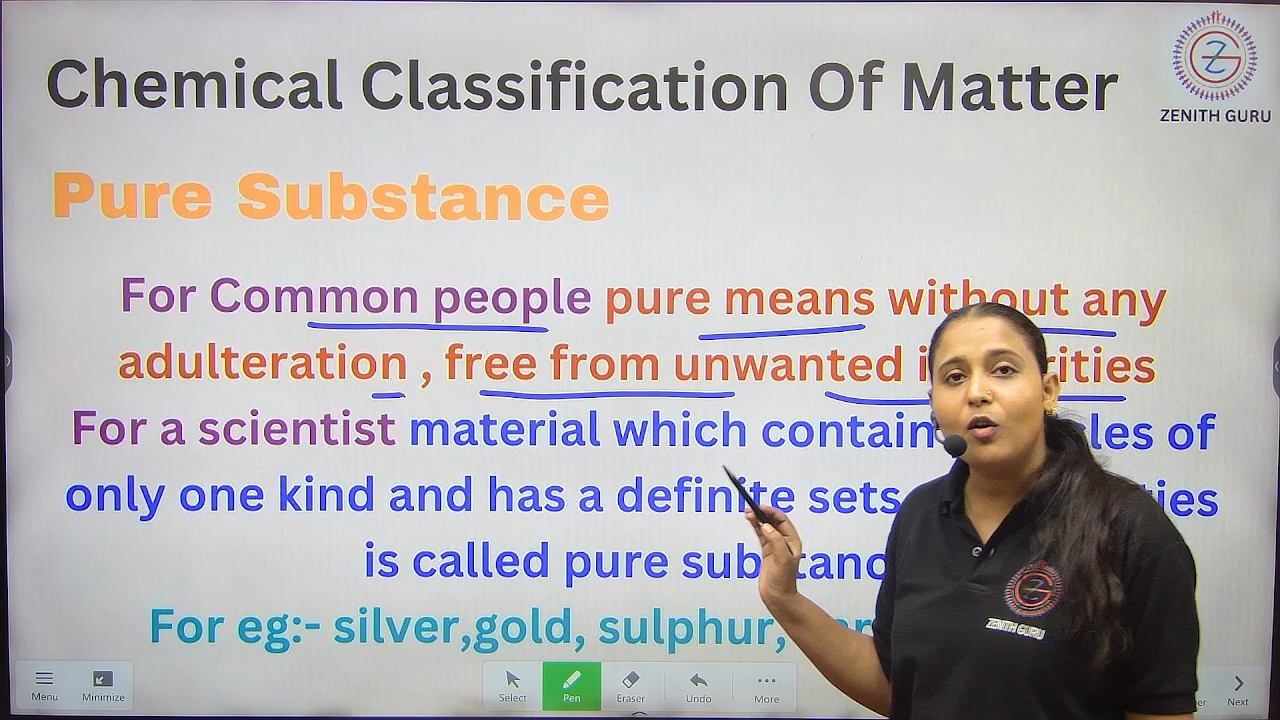 Chemical Classification Of Matter
ZENITH GURU
Pure Substance
For Common people pure means without any
adulteration , free from unwanted
For a scientist material which contain of
only one kind and has a definite sets
is called pure
For eg:- silver,gold, sulphur,
ZENITH GURU
Menu
Minimize
Select
Pen
Eraser
Undo
More
Next